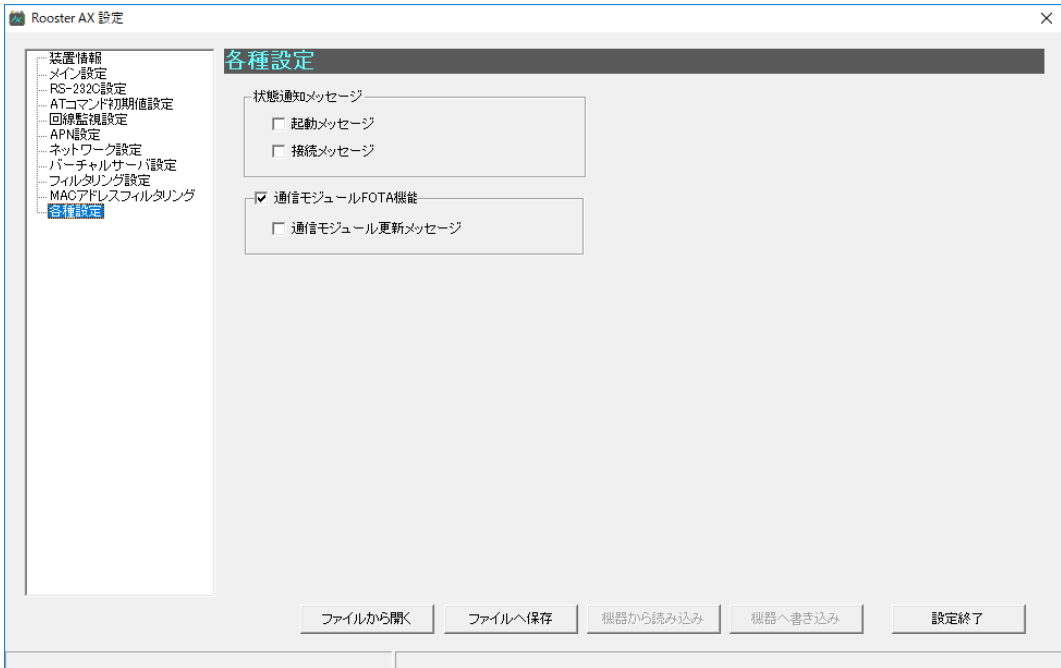 Rooster AX 設定
装置情報
メイン設定
RS-232C設定
ATコマンド初期値設定
回線監視設定
APN設定
ネットワーク設定
バーチャルサーバ設定
フィルタリング設定
MACアドレスフィルタリング
各種設定
各種設定
状態通知メッセージ
起動メッセージ
接続メッセージ
通信モジュールFOTA機能
通信モジュール更新メッセージ
ファイルから開く
ファイルへ保存
機器から読み込み
機器へ書き込み
設定終了